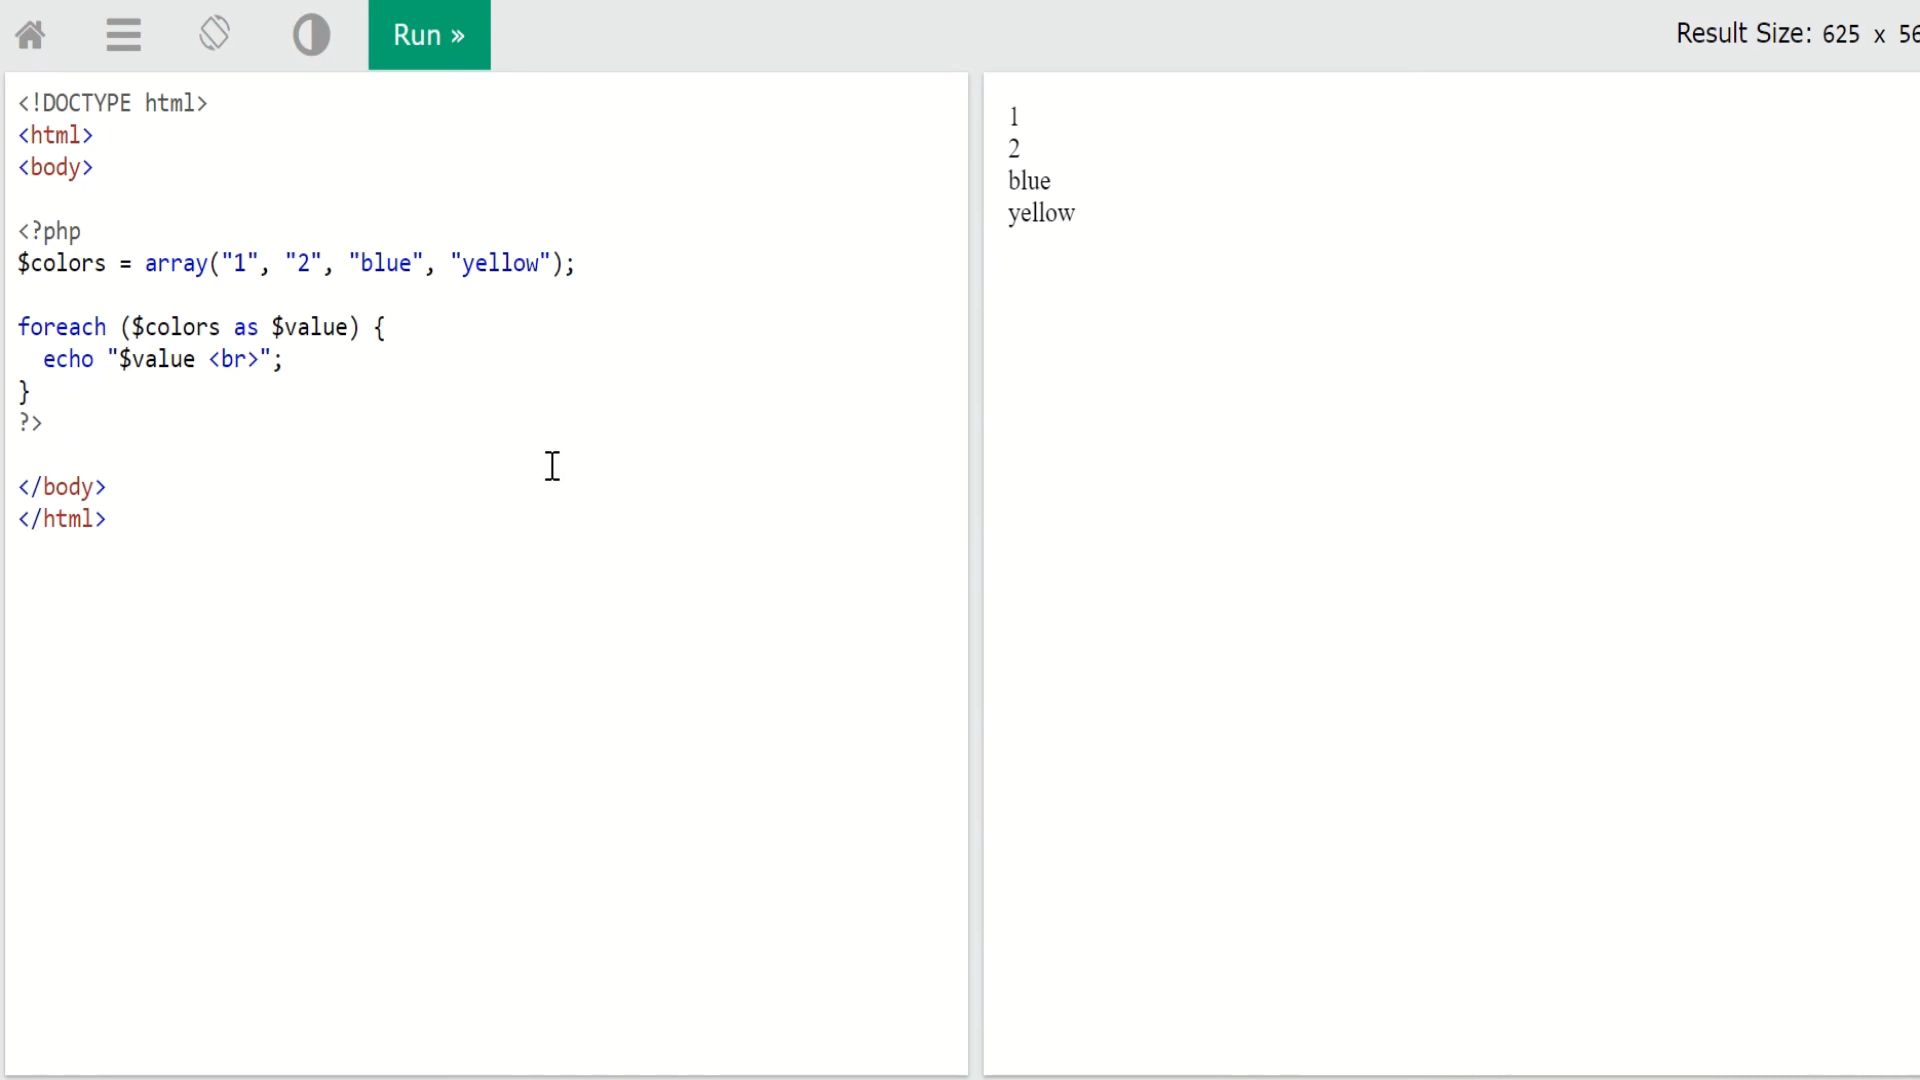 Run »
Result Size: 625 x 56
<!DOCTYPE html>
<html>
<body>
<?php
$colors = array("1", "2", "blue", "yellow");
foreach ($colors as $value) {
  echo "$value <br>";
}
?>
</body>
</html>
1
2
blue
yellow